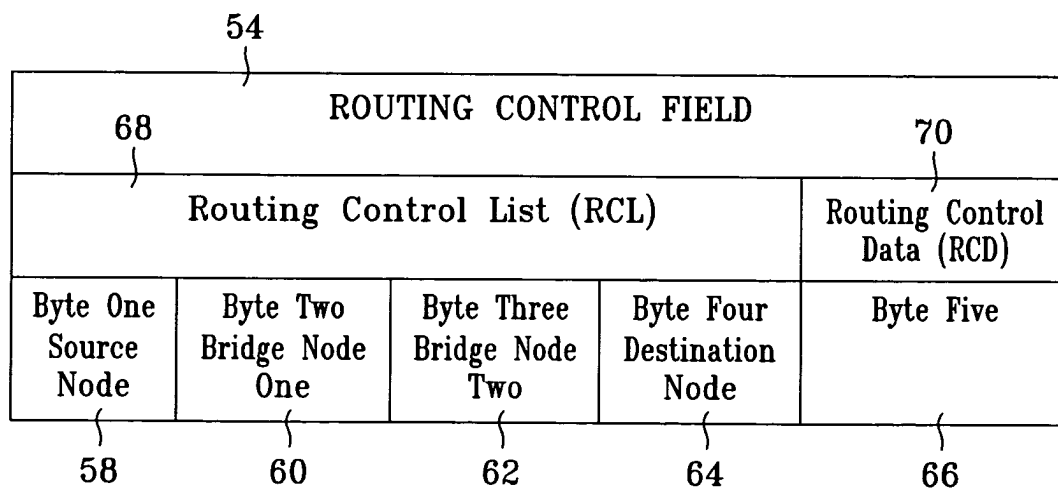 54
ROUTING CONTROL FIELD
68
70
Routing Control List (RCL)
Routing Control
Data (RCD)
Byte One
Source
Node
Byte Two
Bridge Node
One
Byte Three
Bridge Node
Two
Byte Four
Destination
Node
Byte Five
58
60
62
64
66